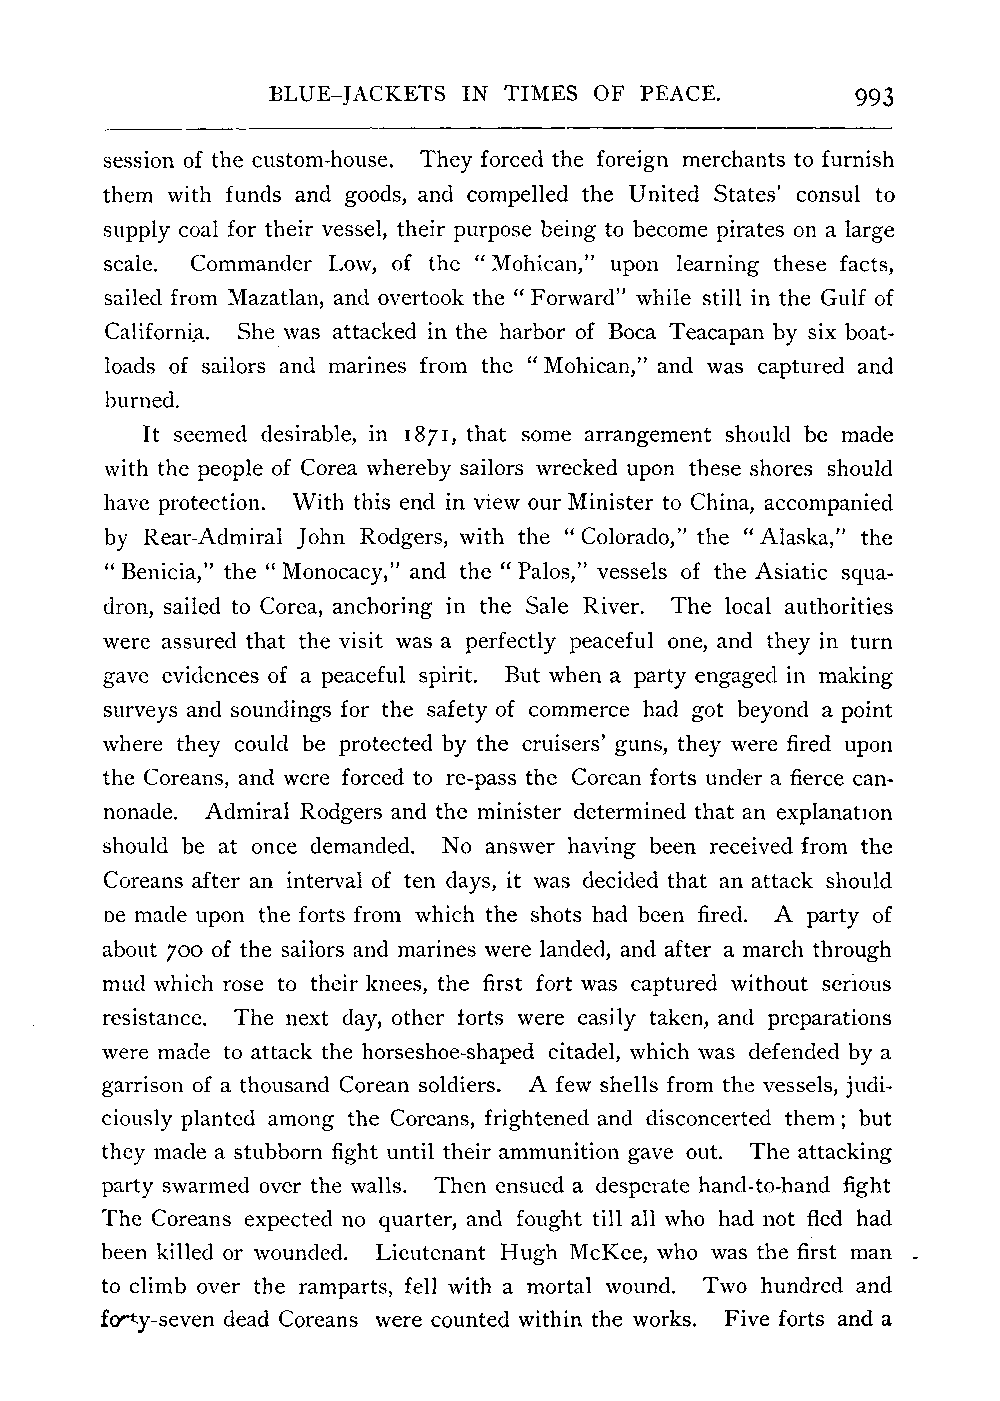 BLUE-JACKETS IN TIMES OF PEACE. 993
session of the custom-house. They forced the foreign merchants to furnish
them with funds and goods, and compelled the United States' consul to
supply coal for their vessel, their purpose being to become pirates on a large
scale. Commander Low, of the "Mohican," upon learning these facts,
sailed from Mazatlan, and overtook the "Forward" while still in the Gulf of
California. She was attacked in the harbor of Boca Teacapan by six boat-
loads of sailors and marines from the "Mohican," and was captured and
burned.
It seemed desirable, in 1871, that some arrangement should be made
with the people of Corea whereby sailors wrecked upon these shores should
have protection. With this end in view our Minister to China, accompanied
by Rear-Admiral John Rodgers, with the "Colorado," the "Alaska," the
"Benicia," the "Monocacy," and the "Palos," vessels of the Asiatic squa-
dron, sailed to Corea, anchoring in the Sale River. The local authorities
were assured that the visit was a perfectly peaceful one, and they in turn
gave evidences of a peaceful spirit. But when a party engaged in making
surveys and soundings for the safety of commerce had got beyond a point
where they could be protected by the cruisers' guns, they were fired upon
the Coreans, and were forced to re-pass the Corean forts under a fierce can-
nonade. Admiral Rodgers and the minister determined that an explanation
should be at once demanded. No answer having been received from the
Coreans after an interval of ten days, it was decided that an attack should
be made upon the forts from which the shots had been fired. A party of
about 700 of the sailors and marines were landed, and after a march through
mud which rose to their knees, the first fort was captured without serious
resistance. The next day, other forts were easily taken, and preparations
were made to attack the horseshoe-shaped citadel, which was defended by a
garrison of a thousand Corean soldiers. A few shells from the vessels, judi-
ciously planted among the Coreans, frightened and disconcerted them; but
they made a stubborn fight until their ammunition gave out. The attacking
party swarmed over the walls. Then ensued a desperate hand-to-hand fight
The Coreans expected no quarter, and fought till all who had not fled had
been killed or wounded. Lieutenant Hugh McKee, who was the first man
to climb over the ramparts, fell with a mortal wound. Two hundred and
forty-seven dead Coreans were counted within the works. Five forts and a